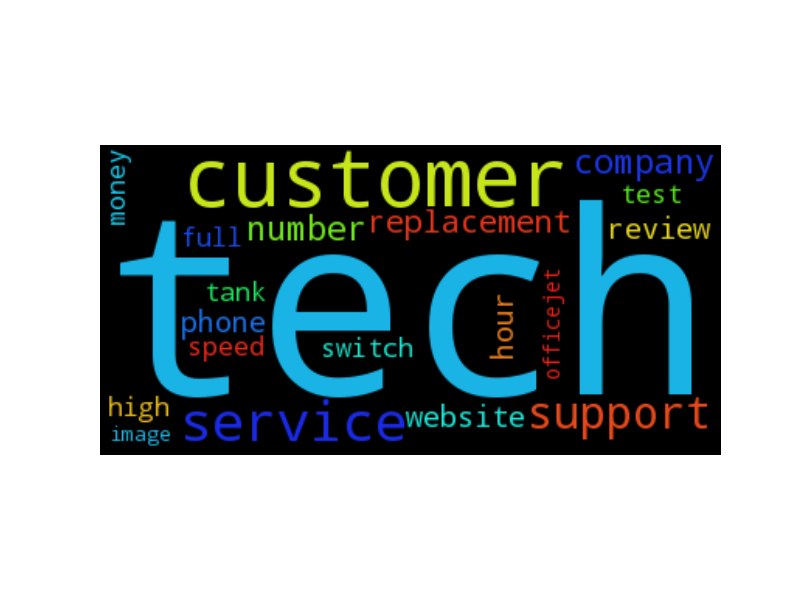 money
customer
company
test
full
number
replacement
review
tech
tank
phone
speed
switch
hour
officejet
high
image
service
website
support